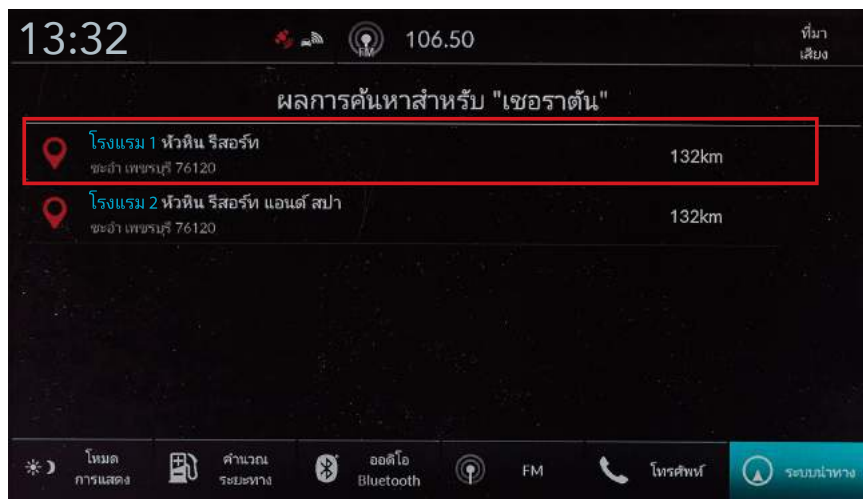 13:32
FM
106.50
ที่มา
เสียง
ผลการค้นหาสำหรับ "เชอราตัน"
โรงแรม 1 หัวหิน รีสอร์ท
ชะอำ เพชรบุรี 76120
132km
โรงแรม 2 หัวหิน รีสอร์ท แอนด์ สปา
ชะอำ เพชรบุรี 76120
132km
โหมด
การแสดง
คำนวณ
ระยะทาง
ออดิโอ
Bluetooth
FM
โทรศัพท์
ระบบนำทาง